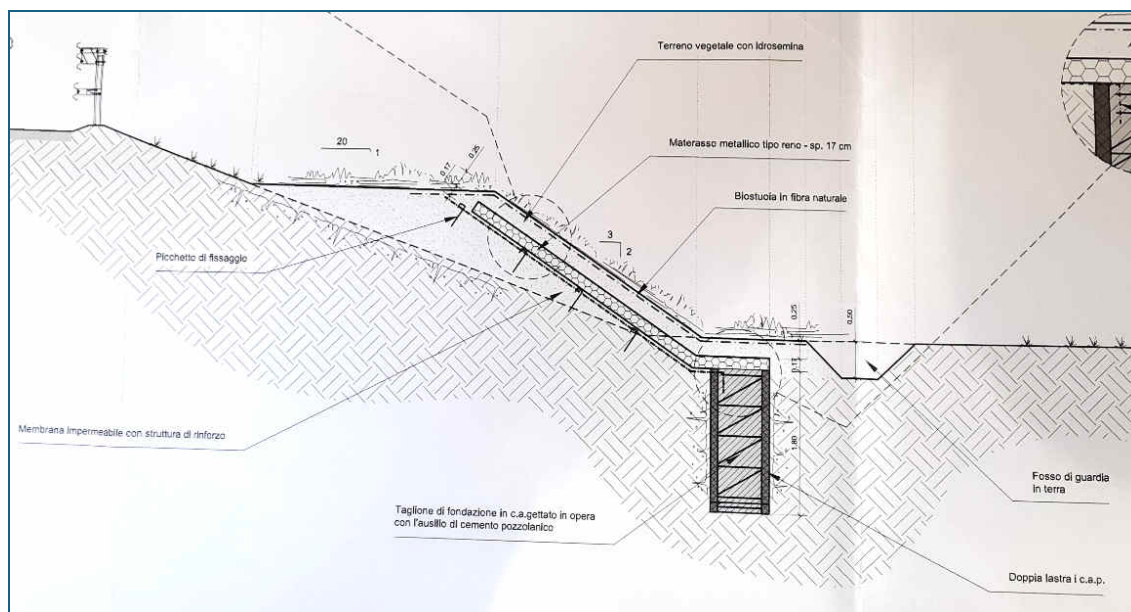 Terreno vegetale con idrosemina
20
1
0.17
0.25
Materasso metallico tipo reno - sp. 17 cm
Biostuoia in fibra naturale
3
2
Picchetto di fissaggio
0.25
0.50
0.17
Membrana impermeabile con struttura di rinforzo
1.80
Fosso di guardia
in terra
Taglione di fondazione in c.a.gettato in opera
con l'ausilio di cemento pozzolanico
Doppia lastra i c.a.p.